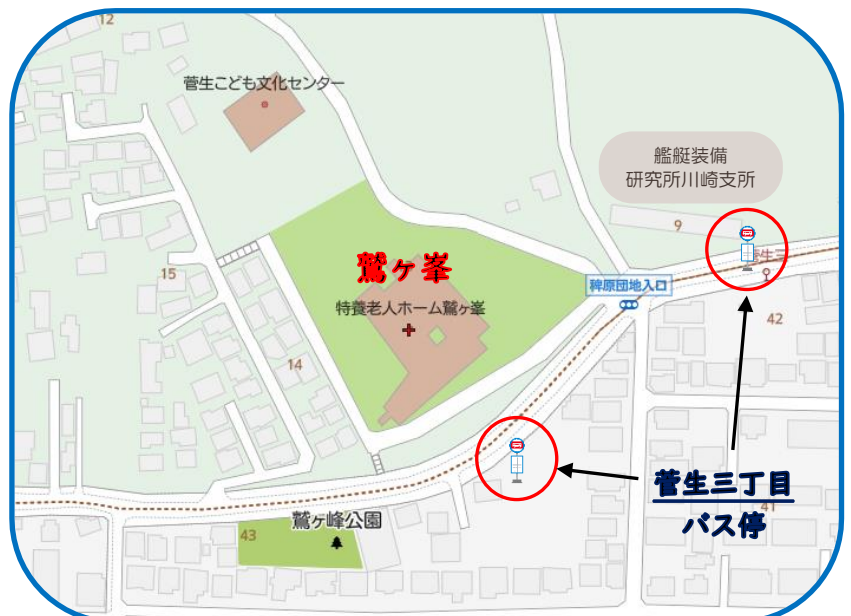 12
菅生こども文化センター
艦艇装備
研究所川崎支所
9
鷲ヶ峯
15
稗原団地入口
特養老人ホーム鷲ヶ峯
42
14
菅生三丁目
バス停
41
鷲ヶ峰公園
43